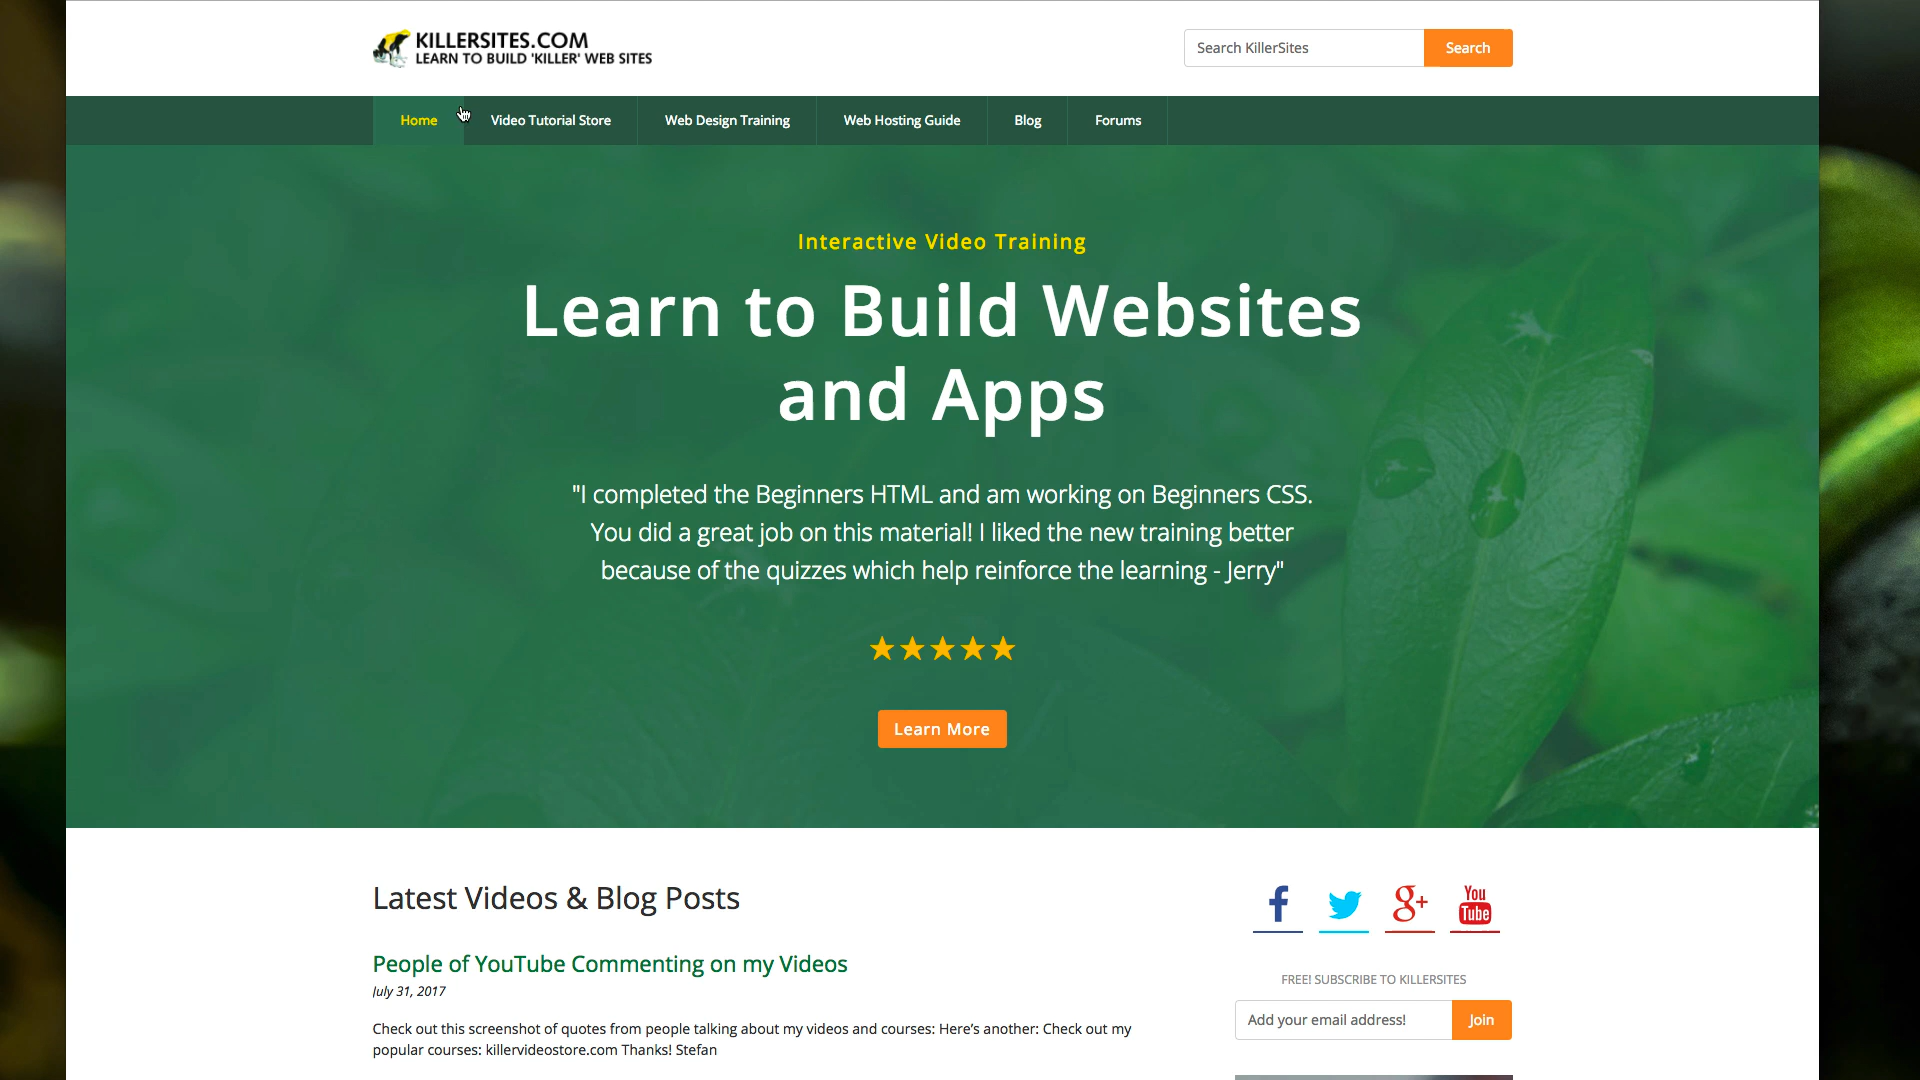 KILLERSITES.COM
LEARN TO BUILD 'KILLER' WEB SITES
Search KillerSites
Search
Home
Video Tutorial Store
Web Design Training
Web Hosting Guide
Blog
Forums
Interactive Video Training
Learn to Build Websites
and Apps
"I completed the Beginners HTML and am working on Beginners CSS.
You did a great job on this material! I liked the new training better
because of the quizzes which help reinforce the learning - Jerry"
Learn More
Latest Videos & Blog Posts
f
g+
You
Tube
People of YouTube Commenting on my Videos
July 31, 2017
FREE! SUBSCRIBE TO KILLERSITES
Add your email address!
Join
Check out this screenshot of quotes from people talking about my videos and courses: Here’s another: Check out my
popular courses: killervideostore.com Thanks! Stefan